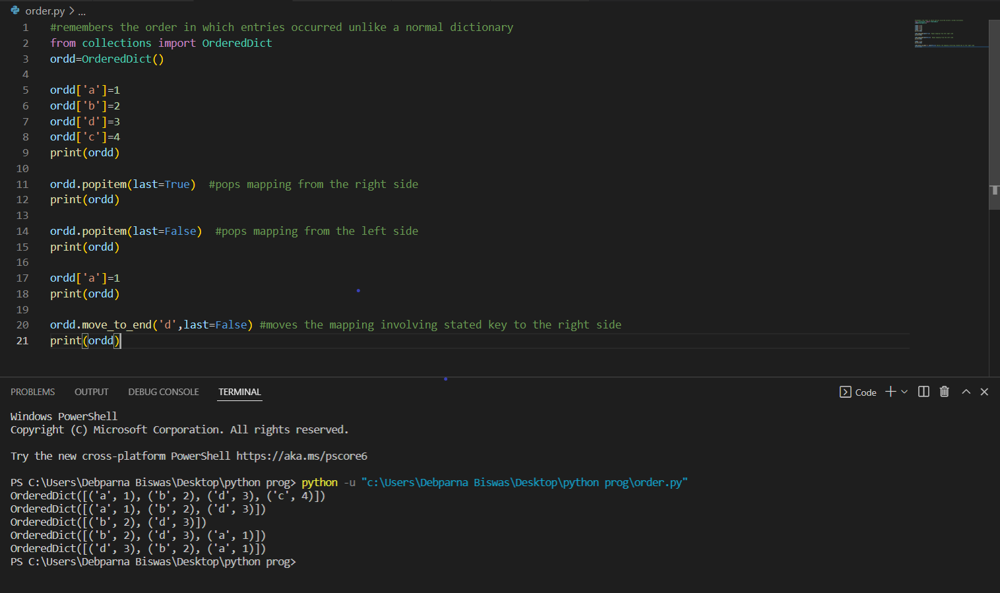 order.py > ...
1 #remembers the order in which entries occurred unlike a normal dictionary
2 from collections import OrderedDict
3 ordd=OrderedDict()
4
5 ordd['a']=1
6 ordd['b']=2
7 ordd['d']=3
8 ordd['c']=4
9 print(ordd)
10
11 ordd.popitem(last=True)  #pops mapping from the right side
12 print(ordd)
13
14 ordd.popitem(last=False)  #pops mapping from the left side
15 print(ordd)
16
17 ordd['a']=1
18 print(ordd)
19
20 ordd.move_to_end('d',last=False) #moves the mapping involving stated key to the right side
21 print(ordd)
PROBLEMS OUTPUT DEBUG CONSOLE TERMINAL Code
Windows PowerShell
Copyright (C) Microsoft Corporation. All rights reserved.
Try the new cross-platform PowerShell https://aka.ms/pscore6
PS C:\Users\Debparna Biswas\Desktop\python prog> python -u "c:\Users\Debparna Biswas\Desktop\python prog\order.py"
OrderedDict([('a', 1), ('b', 2), ('d', 3), ('c', 4)])
OrderedDict([('a', 1), ('b', 2), ('d', 3)])
OrderedDict([('b', 2), ('d', 3)])
OrderedDict([('b', 2), ('d', 3), ('a', 1)])
OrderedDict([('d', 3), ('b', 2), ('a', 1)])
PS C:\Users\Debparna Biswas\Desktop\python prog>